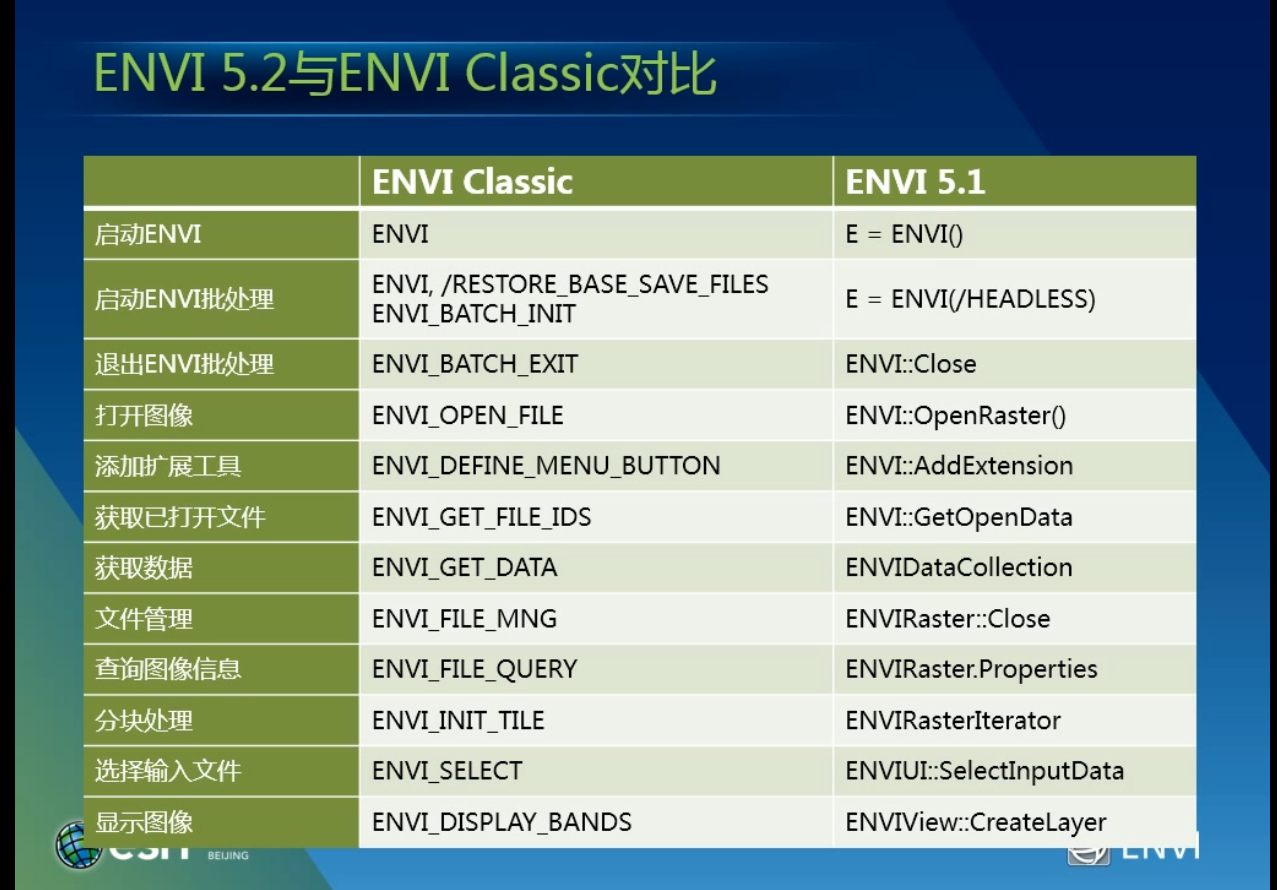 ENVI 5.2与ENVI Classic对比
ENVI Classic ENVI 5.1
启动ENVI ENVI E = ENVI()
启动ENVI批处理 ENVI, /RESTORE_BASE_SAVE_FILES
ENVI_BATCH_INIT E = ENVI(/HEADLESS)
退出ENVI批处理 ENVI_BATCH_EXIT ENVI::Close
打开图像 ENVI_OPEN_FILE ENVI::OpenRaster()
添加扩展工具 ENVI_DEFINE_MENU_BUTTON ENVI::AddExtension
获取已打开文件 ENVI_GET_FILE_IDS ENVI::GetOpenData
获取数据 ENVI_GET_DATA ENVIDataCollection
文件管理 ENVI_FILE_MNG ENVIRaster::Close
查询图像信息 ENVI_FILE_QUERY ENVIRaster.Properties
分块处理 ENVI_INIT_TILE ENVIRasterIterator
选择输入文件 ENVI_SELECT ENVIUI::SelectInputData
显示图像 ENVI_DISPLAY_BANDS ENVIView::CreateLayer
esri BEIJING ENVI